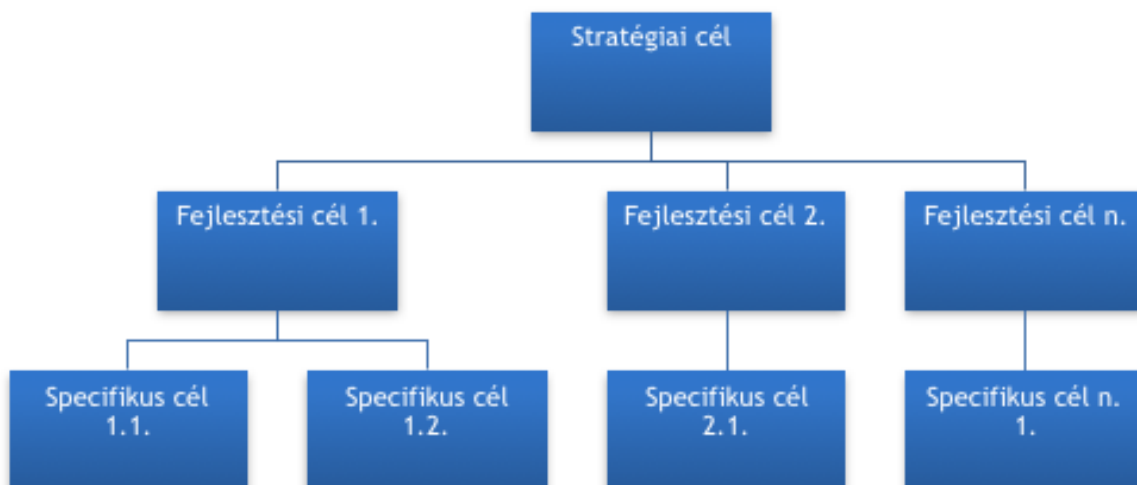 Stratégiai cél
Fejlesztési cél 1.
Fejlesztési cél 2.
Fejlesztési cél n.
Specifikus cél
1.1.
Specifikus cél
1.2.
Specifikus cél
2.1.
Specifikus cél n.
1.